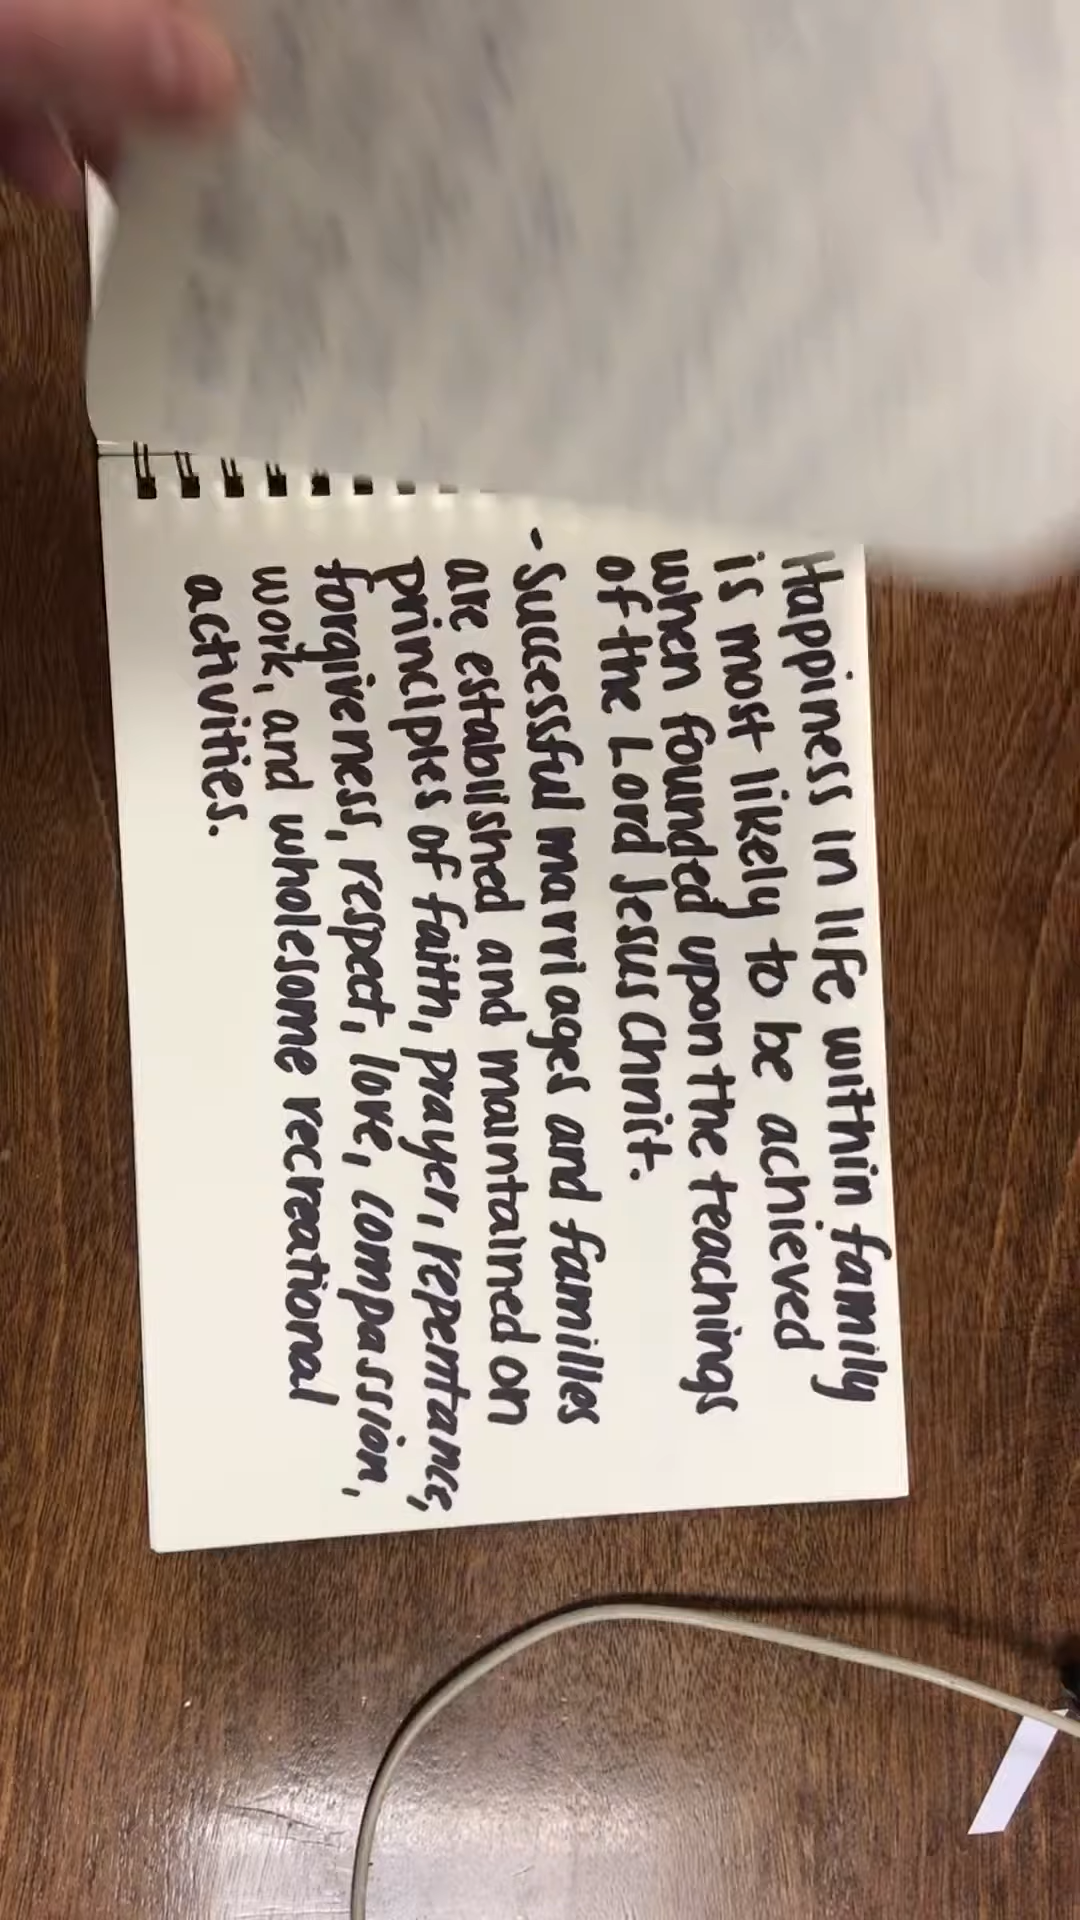 Happiness in life within family
is most likely to be achieved
when founded upon the teachings
of the Lord Jesus Christ.
- Successful marriages and families
are established and maintained on
principles of faith, prayer, repentance,
forgiveness, respect, love, compassion,
work, and wholesome recreational
activities.